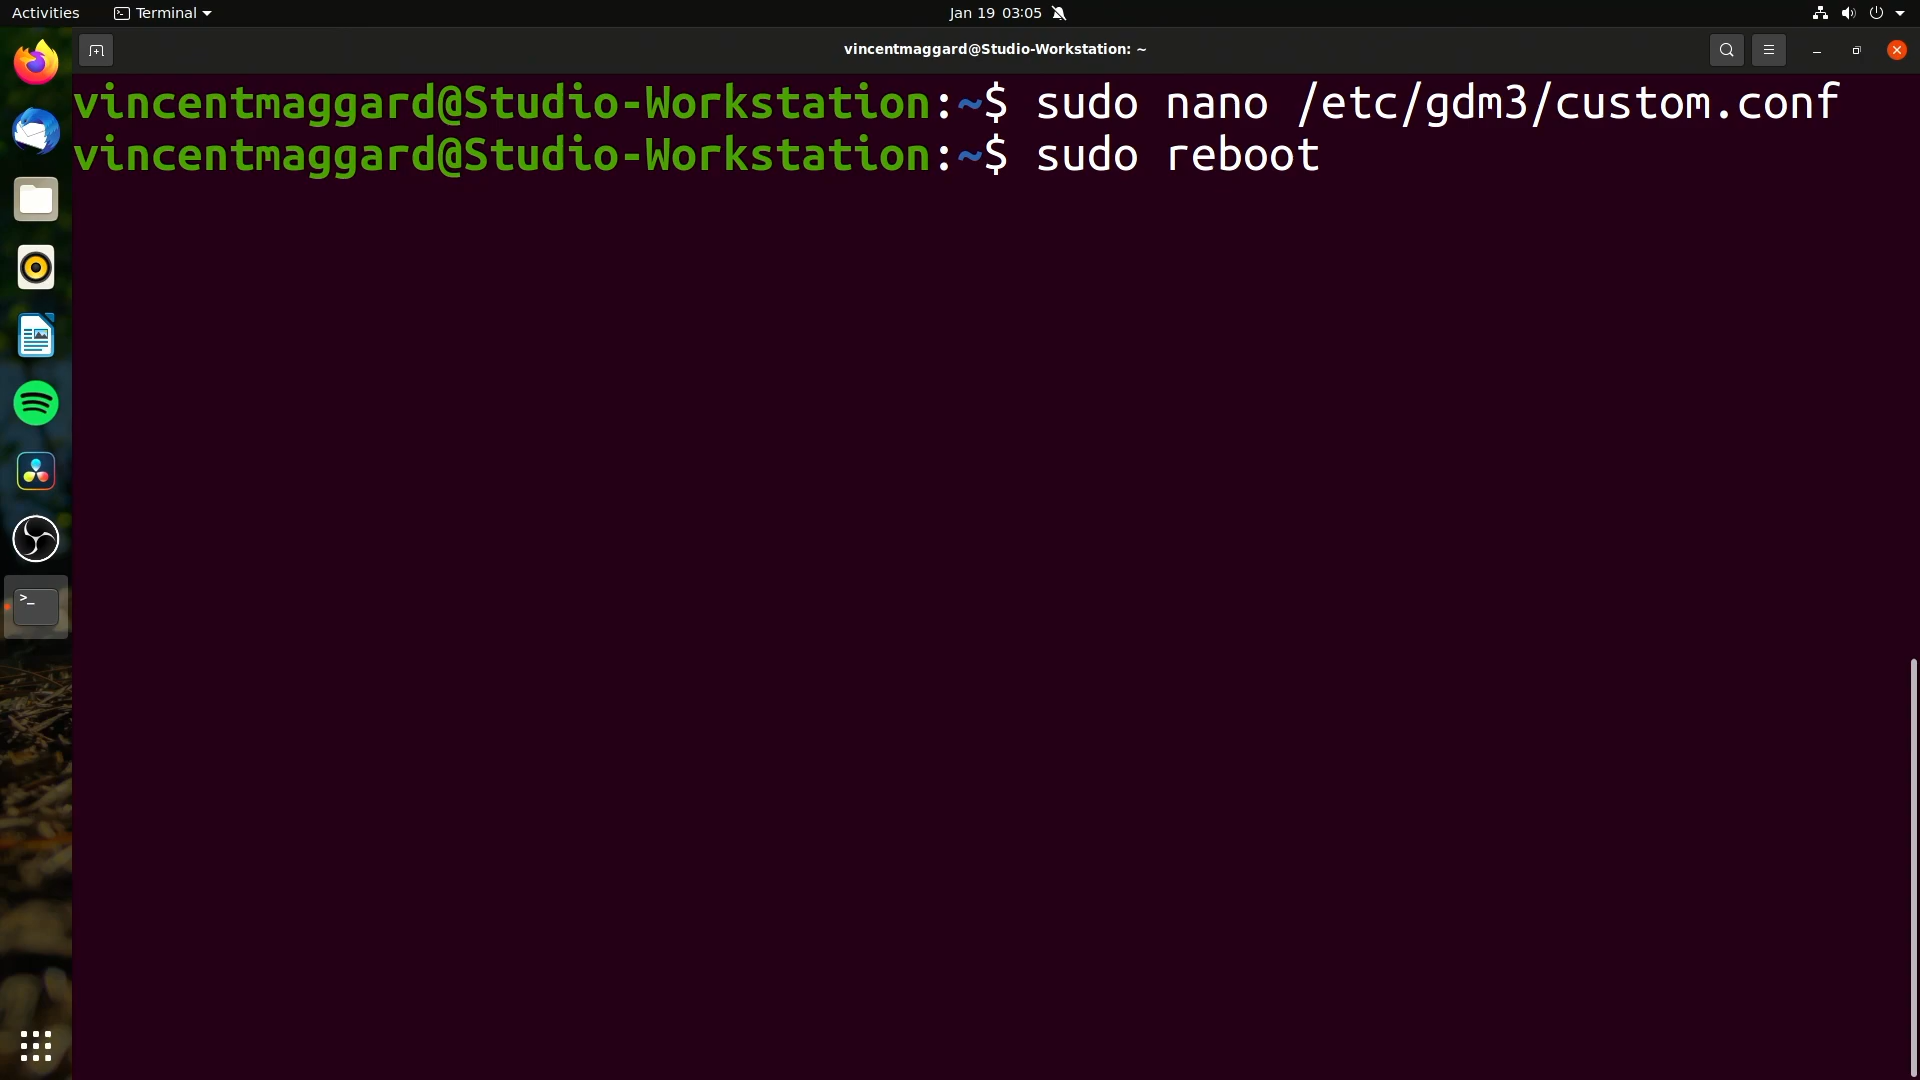 Activities
Terminal
Jan 19 03:05
vincentmaggard@Studio-Workstation: ~
vincentmaggard@Studio-Workstation:~$ sudo nano /etc/gdm3/custom.conf
vincentmaggard@Studio-Workstation:~$ sudo reboot
>_